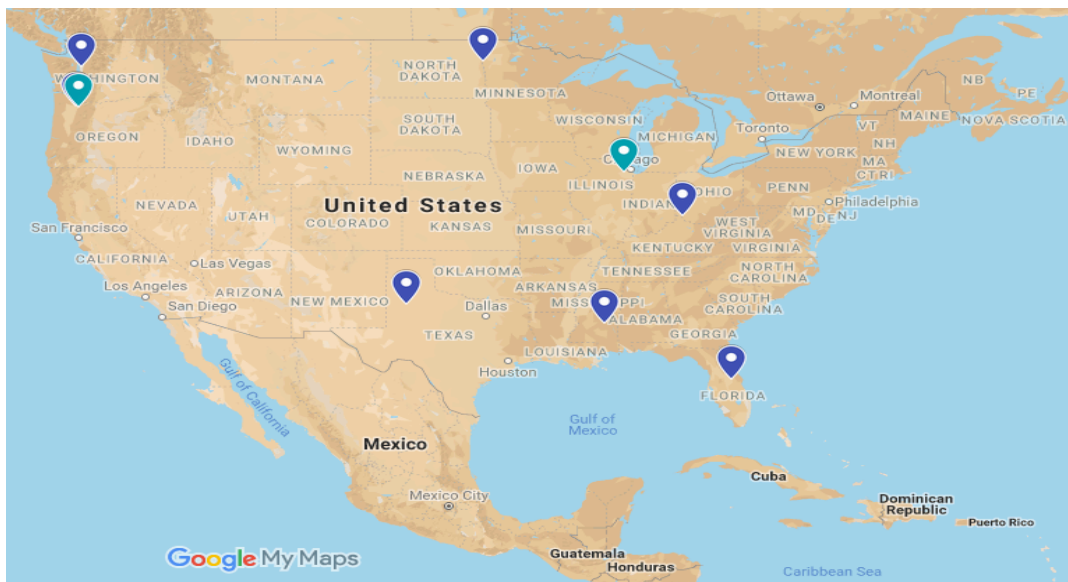 WASHINGTON
MONTANA
NORTH
DAKOTA
MINNESOTA
Ottawa
Montreal
NB
PE
MAINE
NOVA SCOTIA
OREGON
IDAHO
SOUTH
DAKOTA
WISCONSIN
MICHIGAN
Toronto
VT
NH
WYOMING
NEW YORK
MA
CT
RI
IOWA
Chicago
NEBRASKA
ILLINOIS
INDIANA
OHIO
PENN
NEVADA
UTAH
United States
COLORADO
KANSAS
MISSOURI
WEST
VIRGINIA
MD
DE
NJ
Philadelphia
San Francisco
KENTUCKY
VIRGINIA
CALIFORNIA
Las Vegas
OKLAHOMA
TENNESSEE
NORTH
CAROLINA
Los Angeles
ARIZONA
NEW MEXICO
ARKANSAS
MISSISSIPPI
SOUTH
CAROLINA
San Diego
Dallas
ALABAMA
TEXAS
GEORGIA
LOUISIANA
Houston
FLORIDA
Gulf of California
Gulf of
Mexico
Mexico
Cuba
Mexico City
Dominican
Republic
Puerto Rico
Google My Maps
Guatemala
Honduras
Caribbean Sea